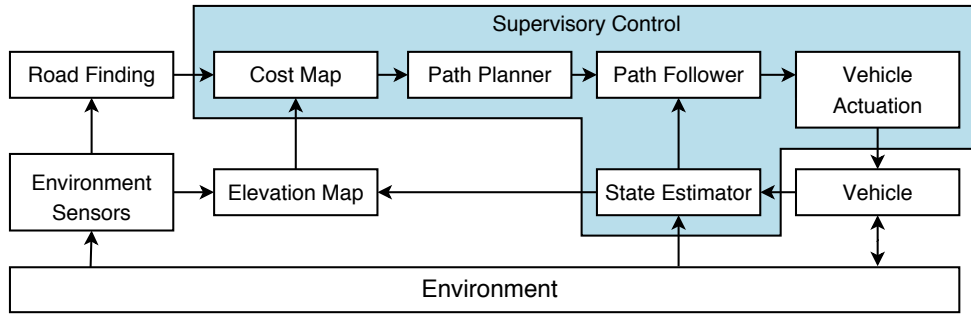 Supervisory Control
Road Finding
Cost Map
Path Planner
Path Follower
Vehicle
Actuation
Environment
Sensors
Elevation Map
State Estimator
Vehicle
Environment